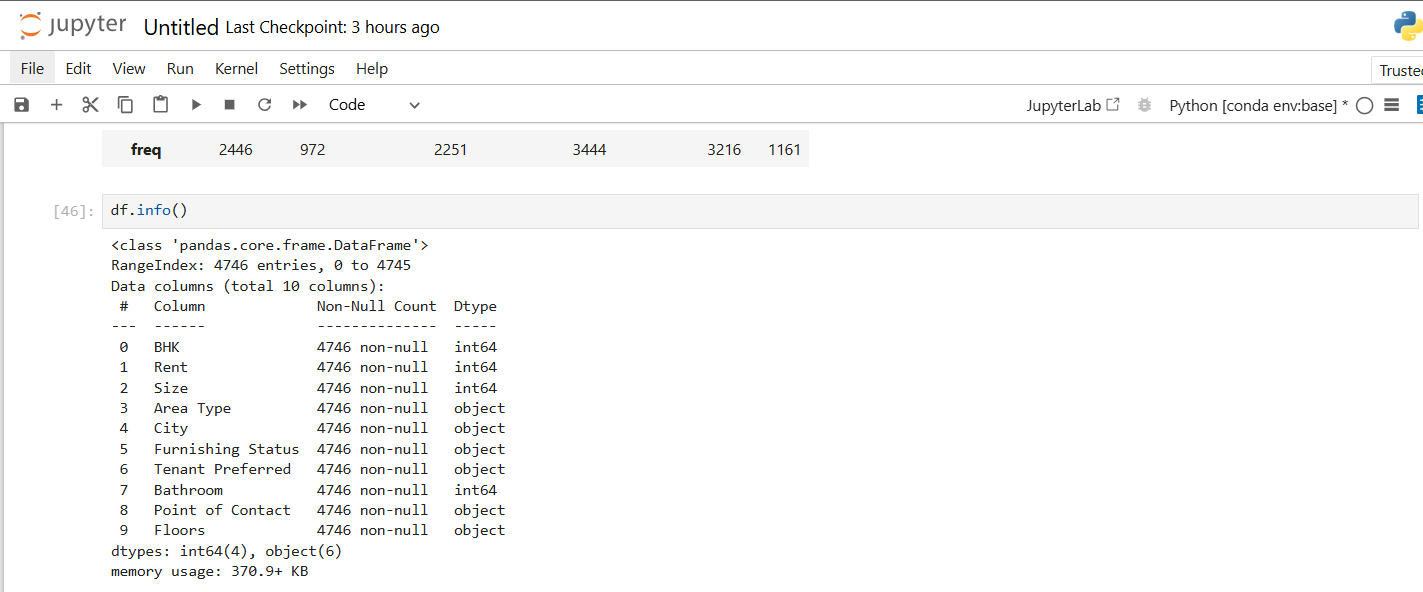 jupyter Untitled Last Checkpoint: 3 hours ago
File Edit View Run Kernel Settings Help Trusted
Code JupyterLab Python [conda env:base] *
freq 2446 972 2251 3444 3216 1161
[46]: df.info()
<class 'pandas.core.frame.DataFrame'>
RangeIndex: 4746 entries, 0 to 4745
Data columns (total 10 columns):
# Column Non-Null Count Dtype
--- ------ -------------- -----
0 BHK 4746 non-null int64
1 Rent 4746 non-null int64
2 Size 4746 non-null int64
3 Area Type 4746 non-null object
4 City 4746 non-null object
5 Furnishing Status 4746 non-null object
6 Tenant Preferred 4746 non-null object
7 Bathroom 4746 non-null int64
8 Point of Contact 4746 non-null object
9 Floors 4746 non-null object
dtypes: int64(4), object(6)
memory usage: 370.9+ KB